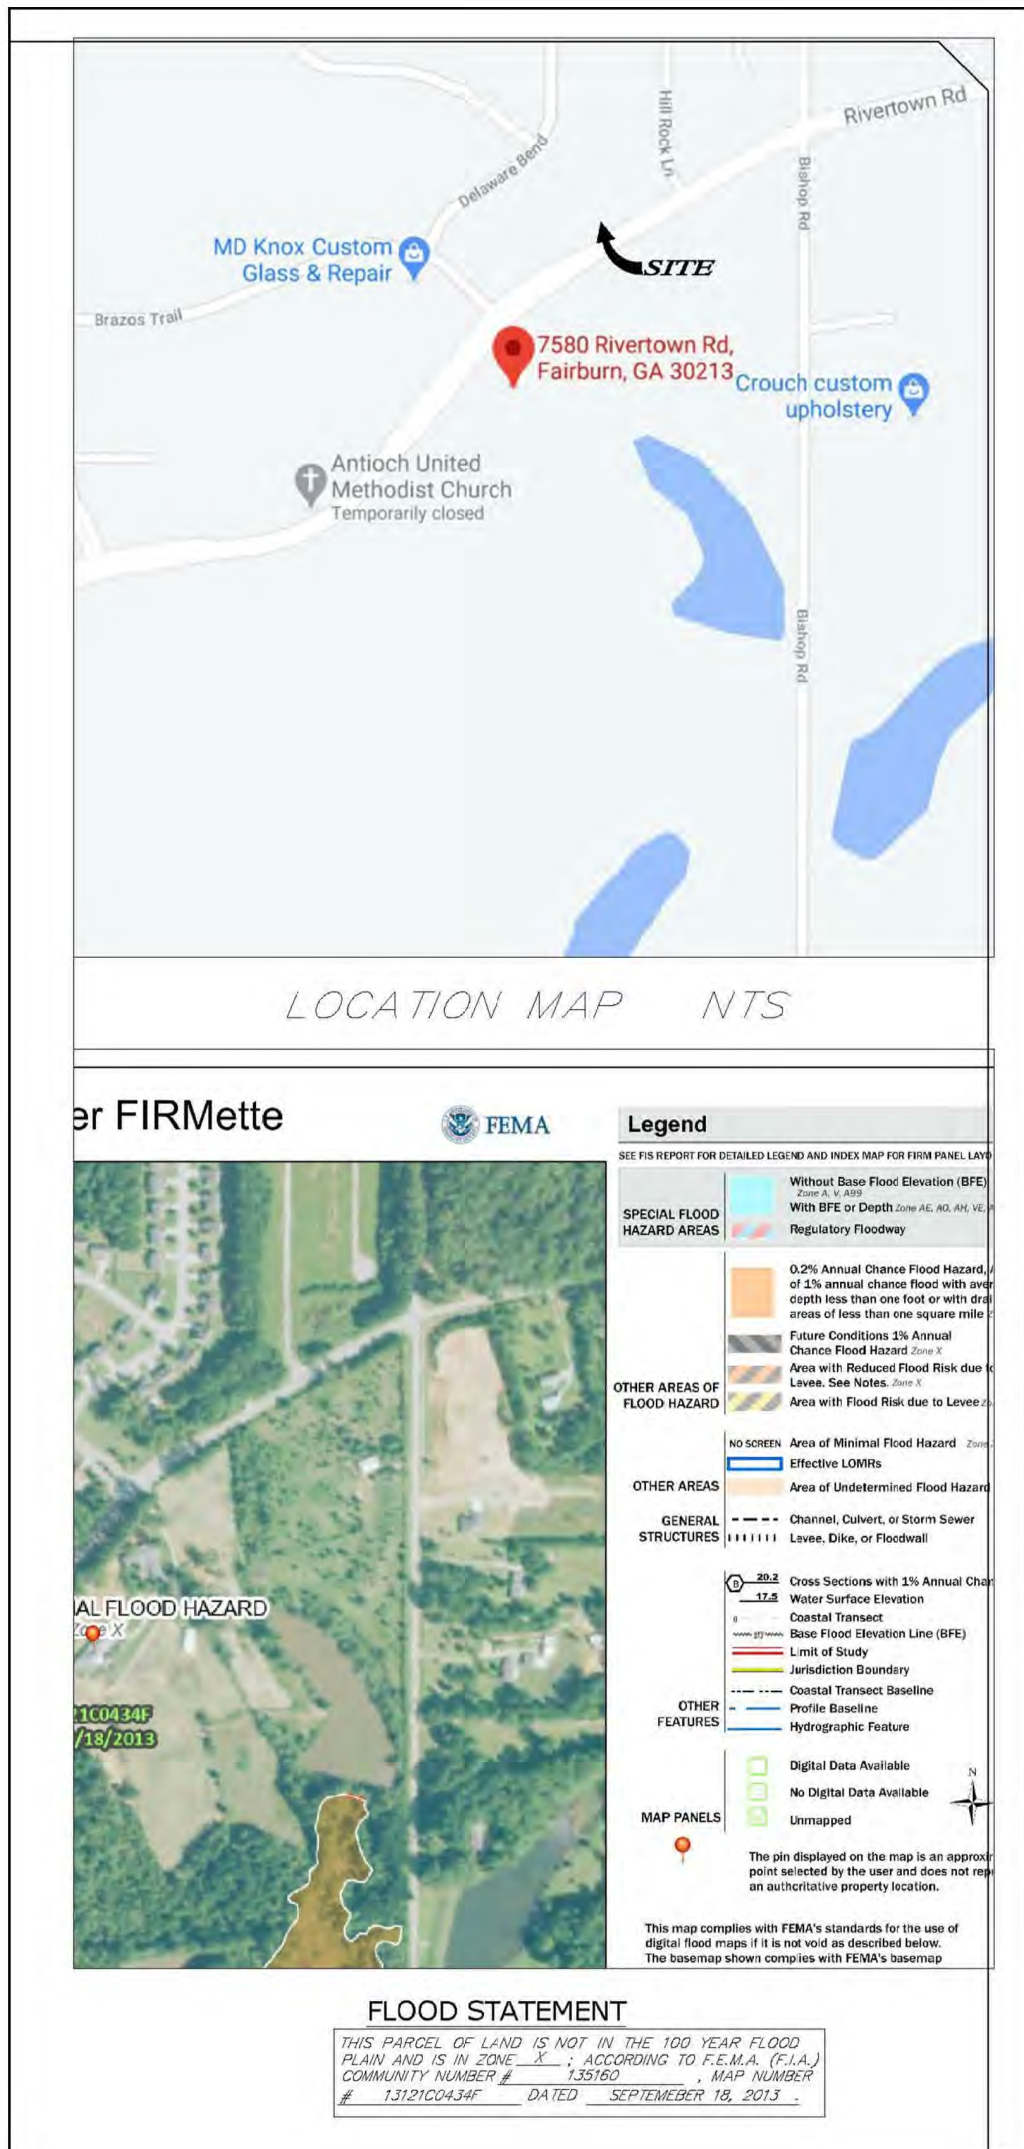 Rivertown Rd
Hill Rock Ln
Delaware Bend
Bishop Rd
MD Knox Custom
Glass & Repair
SITE
Brazos Trail
7580 Rivertown Rd,
Fairburn, GA 30213
Crouch custom
upholstery
Antioch United
Methodist Church
Temporarily closed
Bishop Rd
LOCATION MAP NTS
er FIRMette
FEMA
Legend
SEE FIS REPORT FOR DETAILED LEGEND AND INDEX MAP FOR FIRM PANEL LAYO
SPECIAL FLOOD
HAZARD AREAS
Without Base Flood Elevation (BFE)
Zone A, V, A99
With BFE or Depth Zone AE, AO, AH, VE, A
Regulatory Floodway
0.2% Annual Chance Flood Hazard, A
of 1% annual chance flood with aver
depth less than one foot or with drai
areas of less than one square mile Z
Future Conditions 1% Annual
Chance Flood Hazard Zone X
Area with Reduced Flood Risk due to
Levee. See Notes. Zone X
Area with Flood Risk due to Levee Zo
OTHER AREAS OF
FLOOD HAZARD
NO SCREEN Area of Minimal Flood Hazard Zone
Effective LOMRs
OTHER AREAS
Area of Undetermined Flood Hazard
GENERAL
STRUCTURES
Channel, Culvert, or Storm Sewer
Levee, Dike, or Floodwall
B 20.2 Cross Sections with 1% Annual Chan
17.5 Water Surface Elevation
Coastal Transect
Base Flood Elevation Line (BFE)
Limit of Study
Jurisdiction Boundary
Coastal Transect Baseline
OTHER
FEATURES
Profile Baseline
Hydrographic Feature
Digital Data Available
No Digital Data Available
Unmapped
MAP PANELS
N
The pin displayed on the map is an approxim
point selected by the user and does not repr
an authoritative property location.
This map complies with FEMA's standards for the use of
digital flood maps if it is not void as described below.
The basemap shown complies with FEMA's basemap
AL FLOOD HAZARD
Zone X
21C0434F
/18/2013
FLOOD STATEMENT
THIS PARCEL OF LAND IS NOT IN THE 100 YEAR FLOOD
PLAIN AND IS IN ZONE X ; ACCORDING TO F.E.M.A. (F.I.A.)
COMMUNITY NUMBER # 135160 , MAP NUMBER
# 13121C0434F DATED SEPTEMEBER 18, 2013 .